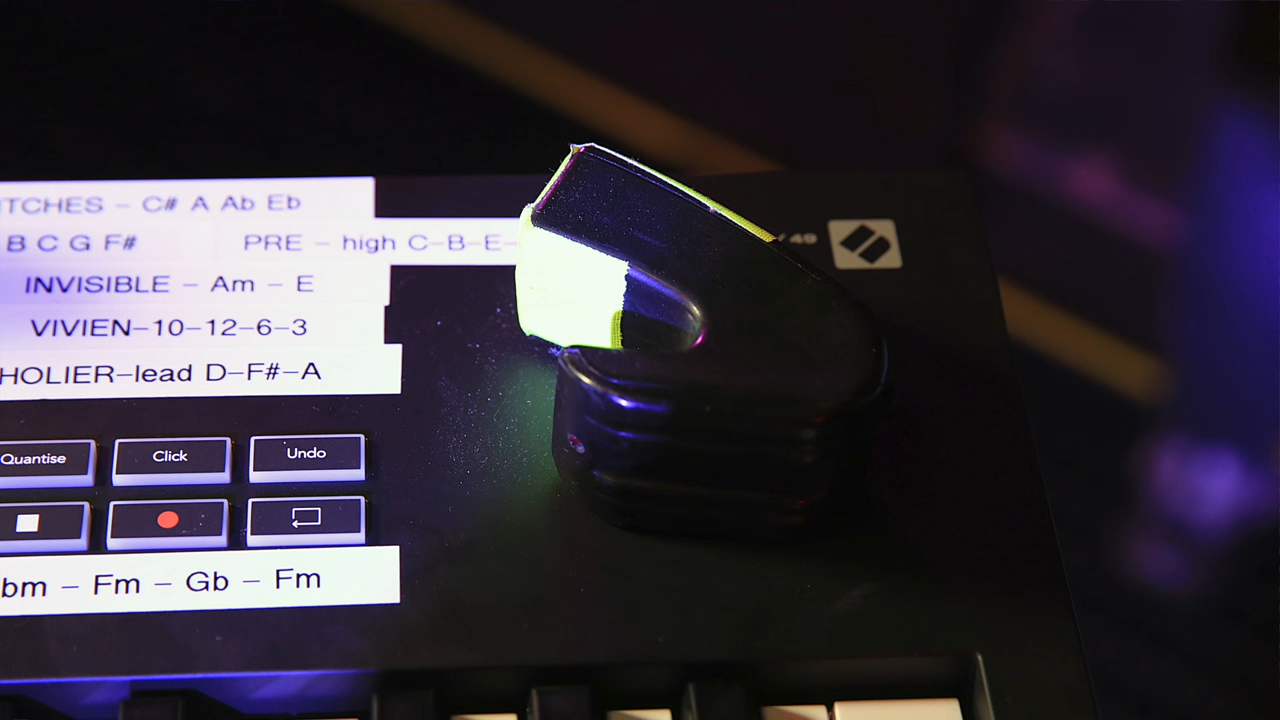 TCHES – C# A Ab Eb
B C G F# PRE – high C–B–E–
49
INVISIBLE – Am – E
VIVIEN–10–12–6–3
HOLIER–lead D–F#–A
Quantise Click Undo
bm – Fm – Gb – Fm